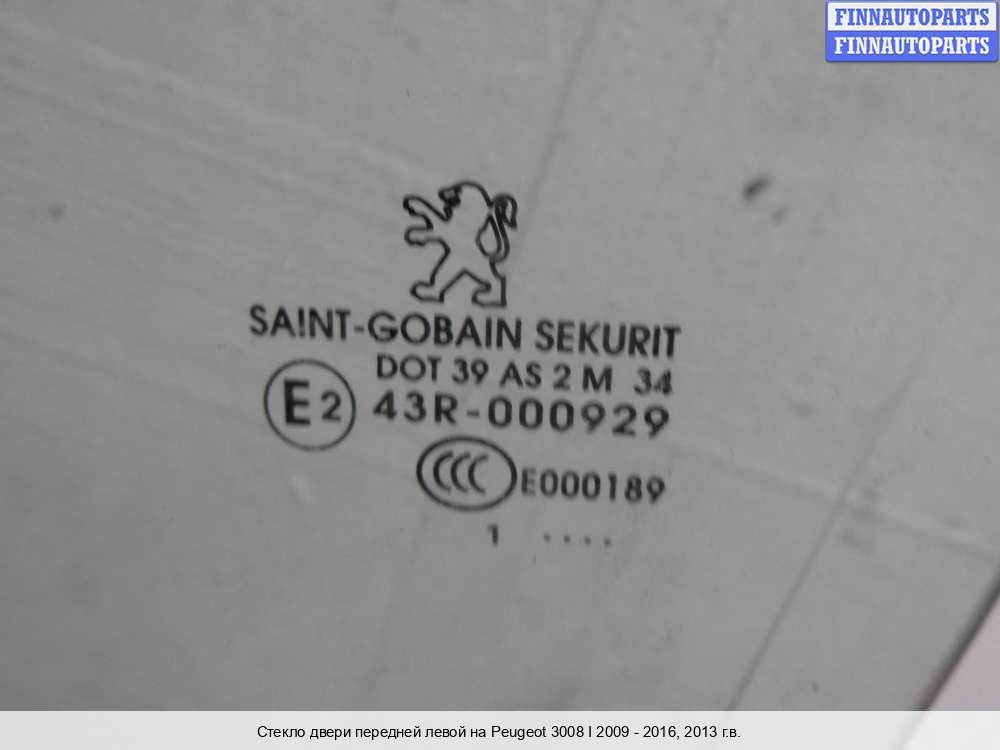 FINNAUTOPARTS
FINNAUTOPARTS
SAINT-GOBAIN SEKURIT
DOT 39 AS 2 M 34
E2 43R-000929
CCC E000189
1 ....
Стекло двери передней левой на Peugeot 3008 I 2009 - 2016, 2013 г.в.